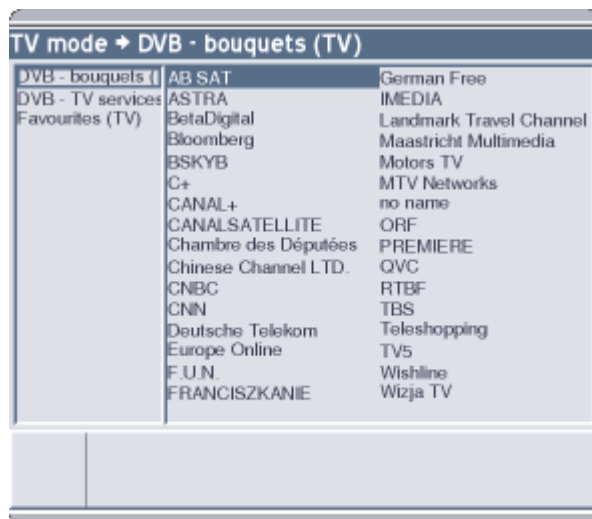 TV mode → DVB - bouquets (TV)
DVB - bouquets (
DVB - TV services
Favourites (TV)
AB SAT
ASTRA
BetaDigital
Bloomberg
BSKYB
C+
CANAL+
CANALSATELLITE
Chambre des Députées
Chinese Channel LTD.
CNBC
CNN
Deutsche Telekom
Europe Online
F.U.N.
FRANCISZKANIE
German Free
IMEDIA
Landmark Travel Channel
Maastricht Multimedia
Motors TV
MTV Networks
no name
ORF
PREMIERE
QVC
RTBF
TBS
Teleshopping
TV5
Wishline
Wizja TV